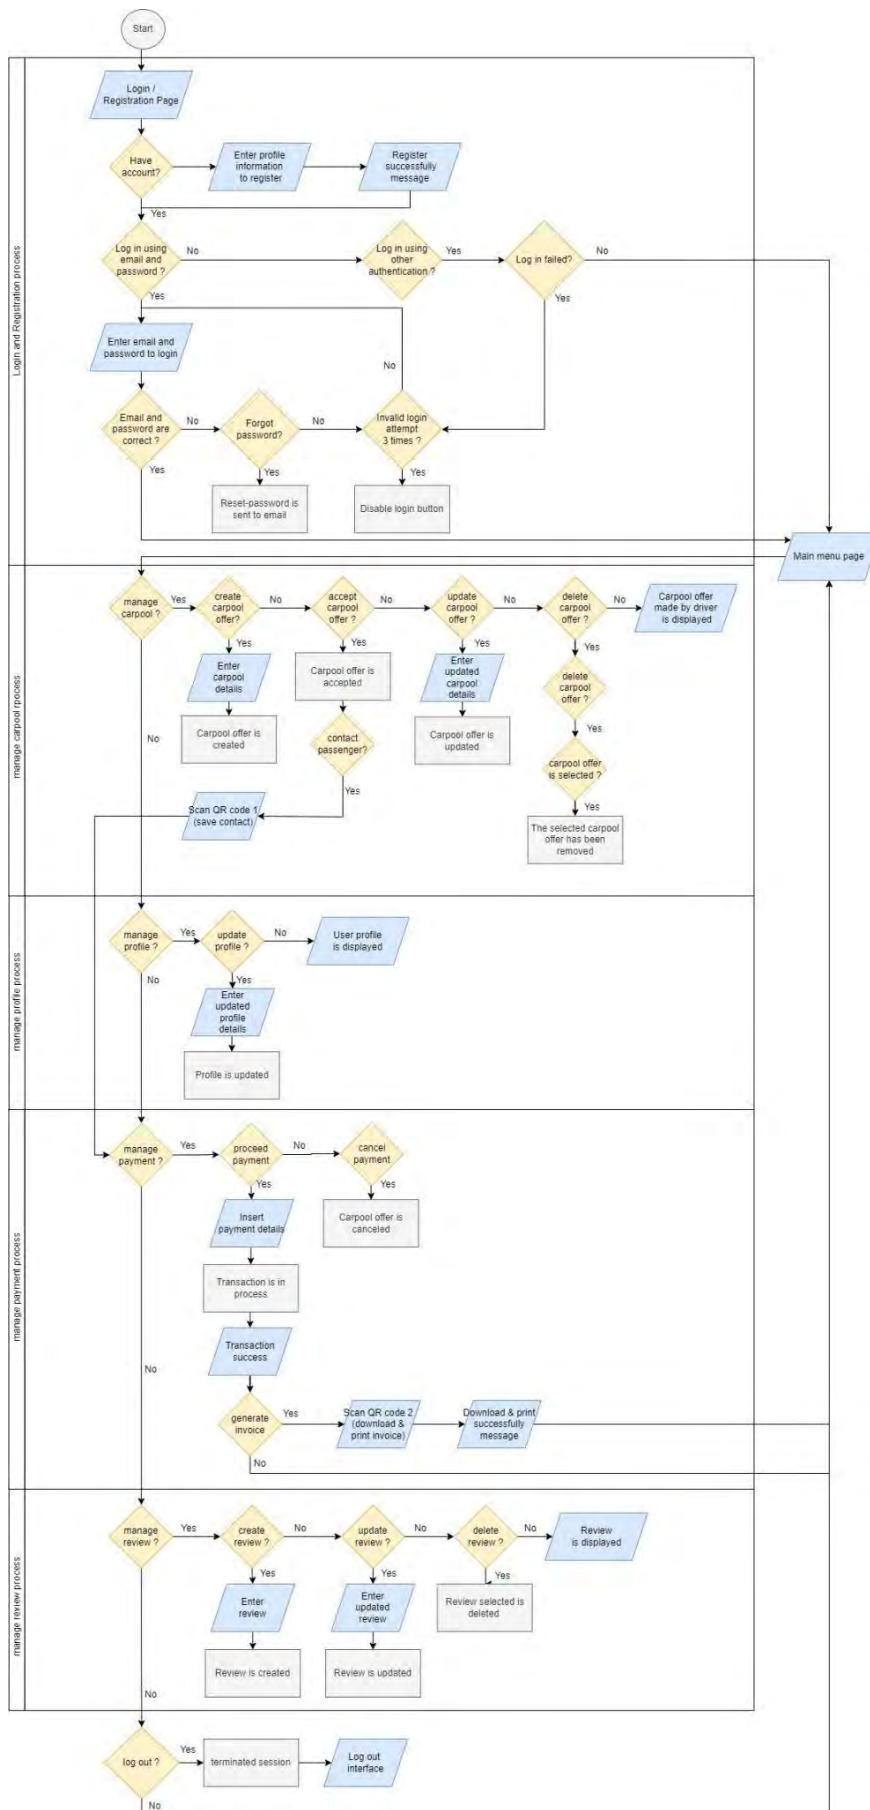 Start
Login and Registration process
Login /
Registration Page
Have
account?
Enter profile
information
to register
Register
successfully
message
Yes
Log in using
email and
password ?
No
Log in using
other
authentication ?
Yes
Log in failed?
No
Yes
Yes
Enter email and
password to login
No
Email and
password are
correct ?
No
Forgot
password?
No
Invalid login
attempt
3 times ?
Yes
Yes
Yes
Reset-password is
sent to email
Disable login button
Main menu page
manage carpool rpocess
manage
carpool ?
Yes
create
carpool
offer?
No
accept
carpool
offer ?
No
update
carpool
offer ?
No
delete
carpool
offer ?
No
Carpool offer
made by driver
is displayed
Yes
Yes
Yes
Yes
Enter
carpool
details
Carpool offer is
accepted
Enter
updated
carpool
details
delete
carpool
offer ?
No
Carpool offer is
created
contact
passenger?
Carpool offer is
updated
Yes
carpool offer
is selected ?
Yes
Yes
Scan QR code 1
(save contact)
The selected carpool
offer has been
removed
manage profile process
manage
profile ?
Yes
update
profile ?
No
User profile
is displayed
No
Yes
Enter
updated
profile
details
Profile is updated
manage payment process
manage
payment ?
Yes
proceed
payment
No
cancel
payment
Yes
Yes
Insert
payment details
Carpool offer is
canceled
Transaction is in
process
Transaction
success
No
generate
invoice
Yes
Scan QR code 2
(download &
print invoice)
Download & print
successfully
message
No
manage review process
manage
review ?
Yes
create
review ?
No
update
review ?
No
delete
review ?
No
Review
is displayed
Yes
Yes
Yes
Enter
review
Enter
updated
review
Review selected is
deleted
Review is created
Review is updated
No
log out ?
Yes
terminated session
Log out
interface
No